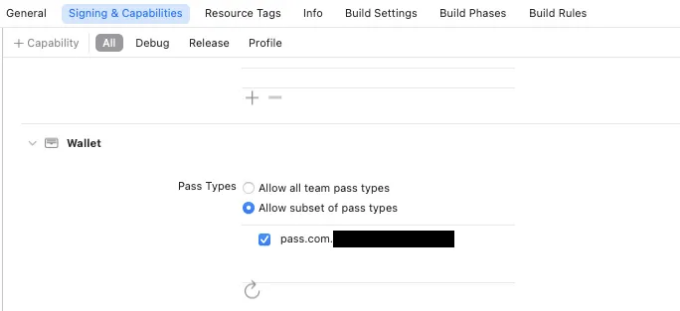 General Signing & Capabilities Resource Tags Info Build Settings Build Phases Build Rules
+ Capability All Debug Release Profile
Wallet
Pass Types Allow all team pass types
Allow subset of pass types
pass.com.